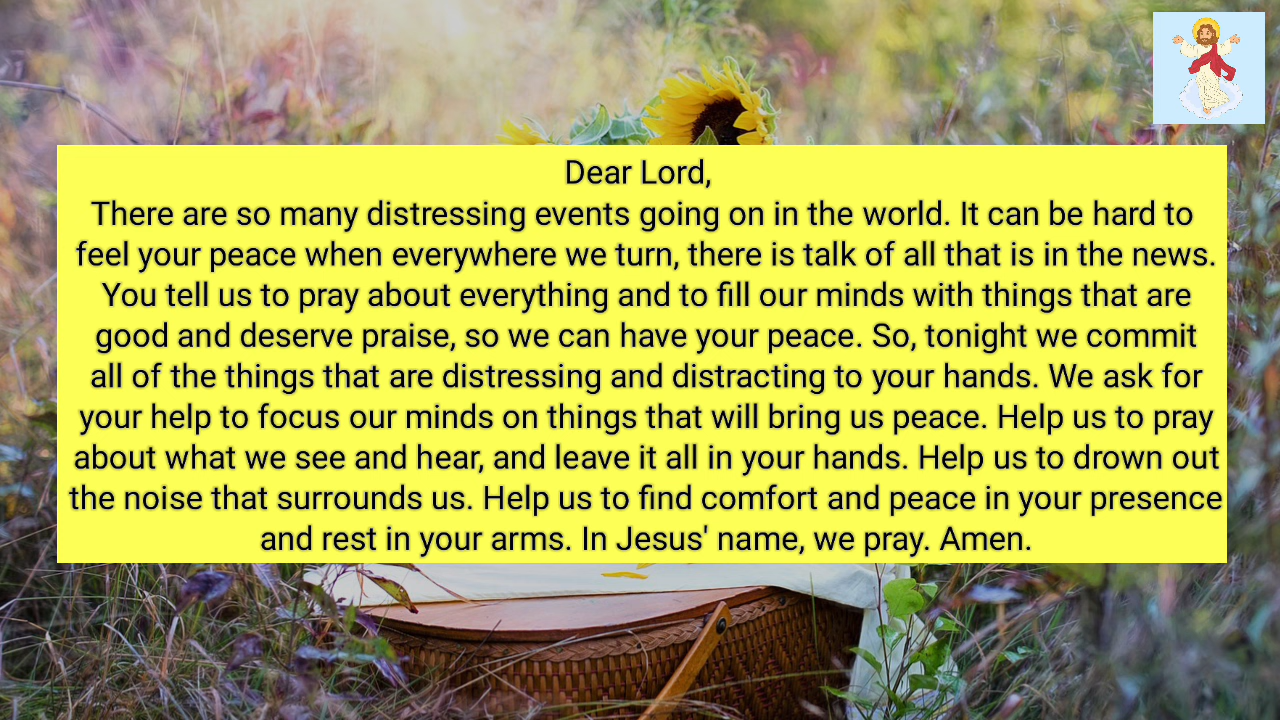 Dear Lord,
There are so many distressing events going on in the world. It can be hard to
feel your peace when everywhere we turn, there is talk of all that is in the news.
You tell us to pray about everything and to fill our minds with things that are
good and deserve praise, so we can have your peace. So, tonight we commit
all of the things that are distressing and distracting to your hands. We ask for
your help to focus our minds on things that will bring us peace. Help us to pray
about what we see and hear, and leave it all in your hands. Help us to drown out
the noise that surrounds us. Help us to find comfort and peace in your presence
and rest in your arms. In Jesus' name, we pray. Amen.